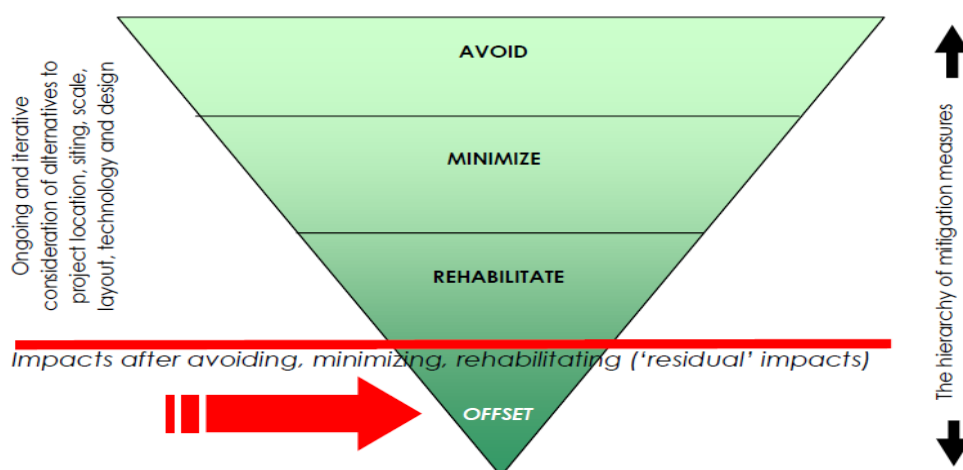 AVOID
MINIMIZE
REHABILITATE
Ongoing and iterative
consideration of alternatives to
project location, siting, scale,
layout, technology and design
Impacts after avoiding, minimizing, rehabilitating (‘residual’ impacts)
OFFSET
The hierarchy of mitigation measures